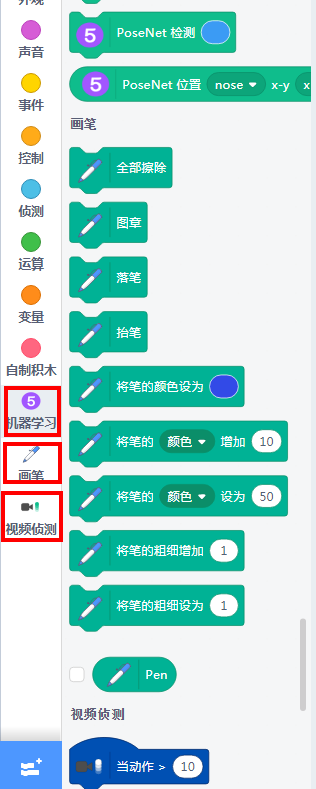 外观
声音
事件
控制
侦测
运算
变量
自制积木
5
机器学习
画笔
视频侦测
5 PoseNet 检测
5 PoseNet 位置 nose x-y x
画笔
全部擦除
图章
落笔
抬笔
将笔的颜色设为
将笔的 颜色 增加 10
将笔的 颜色 设为 50
将笔的粗细增加 1
将笔的粗细设为 1
Pen
视频侦测
当动作 > 10